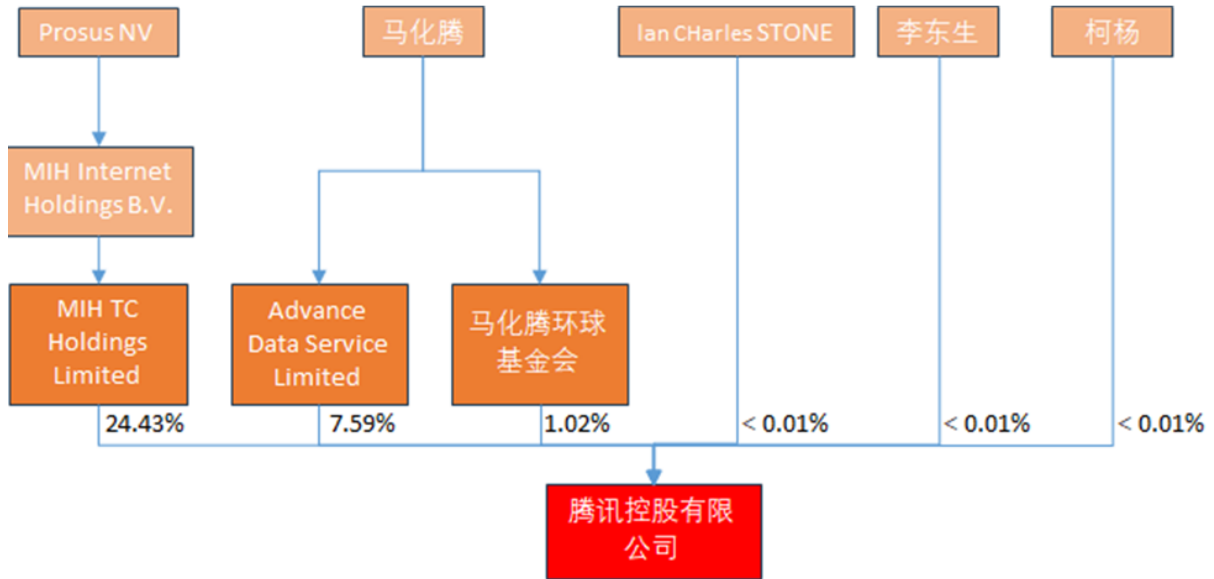 Prosus NV
马化腾
Ian CHarles STONE
李东生
柯杨
MIH Internet
Holdings B.V.
MIH TC
Holdings
Limited
Advance
Data Service
Limited
马化腾环球
基金会
24.43%
7.59%
1.02%
< 0.01%
< 0.01%
< 0.01%
腾讯控股有限
公司